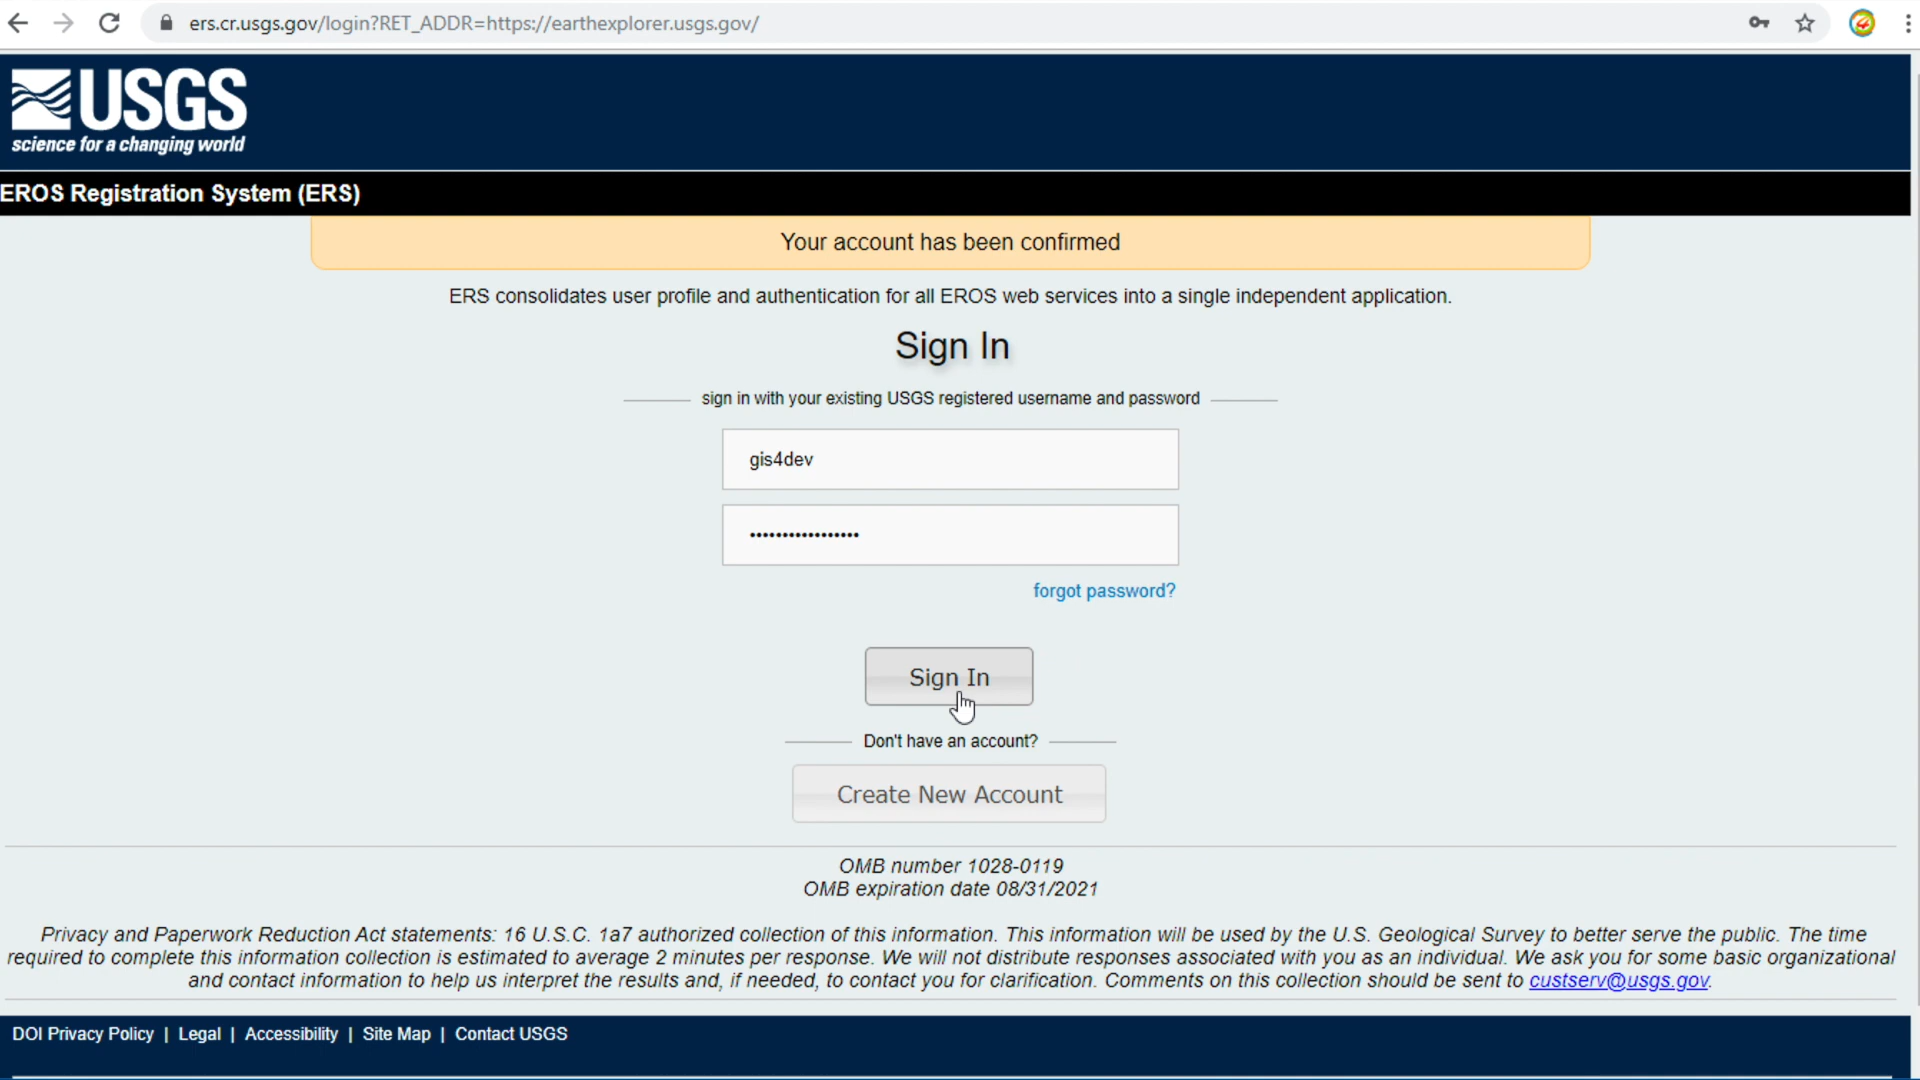 ers.cr.usgs.gov/login?RET_ADDR=https://earthexplorer.usgs.gov/
USGS
science for a changing world
EROS Registration System (ERS)
Your account has been confirmed
ERS consolidates user profile and authentication for all EROS web services into a single independent application.
Sign In
sign in with your existing USGS registered username and password
gis4dev
•••••••••••••••••
forgot password?
Sign In
Don't have an account?
Create New Account
OMB number 1028-0119
OMB expiration date 08/31/2021
Privacy and Paperwork Reduction Act statements: 16 U.S.C. 1a7 authorized collection of this information. This information will be used by the U.S. Geological Survey to better serve the public. The time
required to complete this information collection is estimated to average 2 minutes per response. We will not distribute responses associated with you as an individual. We ask you for some basic organizational
and contact information to help us interpret the results and, if needed, to contact you for clarification. Comments on this collection should be sent to custserv@usgs.gov.
DOI Privacy Policy | Legal | Accessibility | Site Map | Contact USGS